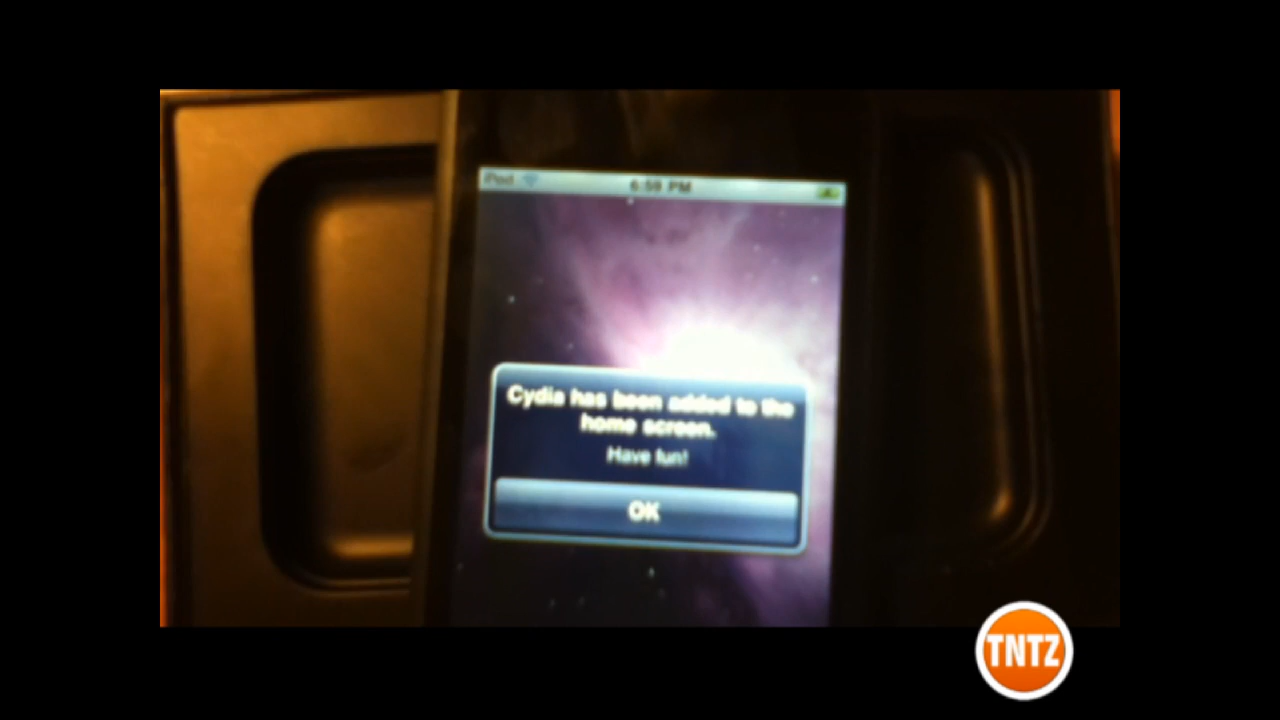 iPod 6:59 PM
Cydia has been added to the
home screen.
Have fun!
OK
TNTZ